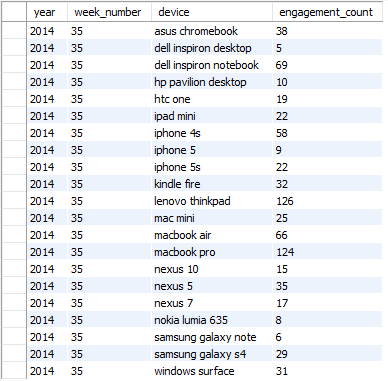 year week_number device engagement_count
2014 35 asus chromebook 38
2014 35 dell inspiron desktop 5
2014 35 dell inspiron notebook 69
2014 35 hp pavilion desktop 10
2014 35 htc one 19
2014 35 ipad mini 22
2014 35 iphone 4s 58
2014 35 iphone 5 9
2014 35 iphone 5s 22
2014 35 kindle fire 32
2014 35 lenovo thinkpad 126
2014 35 mac mini 25
2014 35 macbook air 66
2014 35 macbook pro 124
2014 35 nexus 10 15
2014 35 nexus 5 35
2014 35 nexus 7 17
2014 35 nokia lumia 635 8
2014 35 samsung galaxy note 6
2014 35 samsung galaxy s4 29
2014 35 windows surface 31